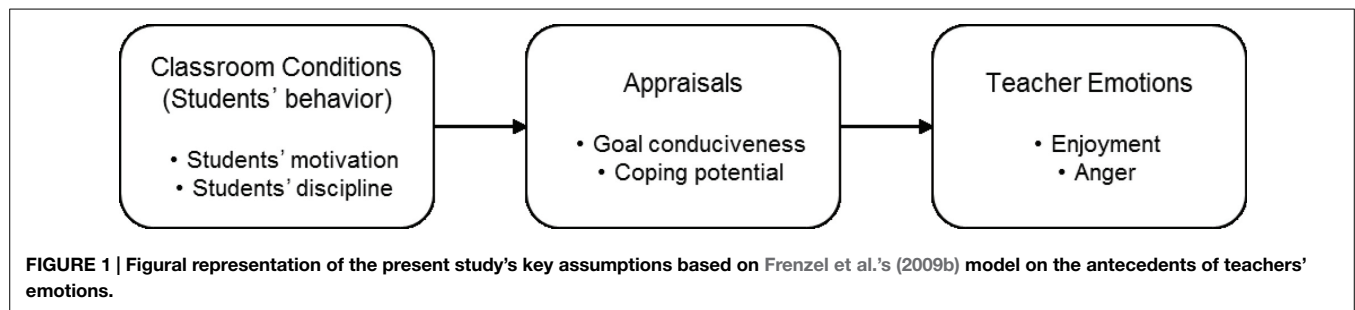 Classroom Conditions
(Students' behavior)
• Students' motivation
• Students' discipline
Appraisals
• Goal conduciveness
• Coping potential
Teacher Emotions
• Enjoyment
• Anger
FIGURE 1 | Figural representation of the present study's key assumptions based on Frenzel et al.'s (2009b) model on the antecedents of teachers'
emotions.